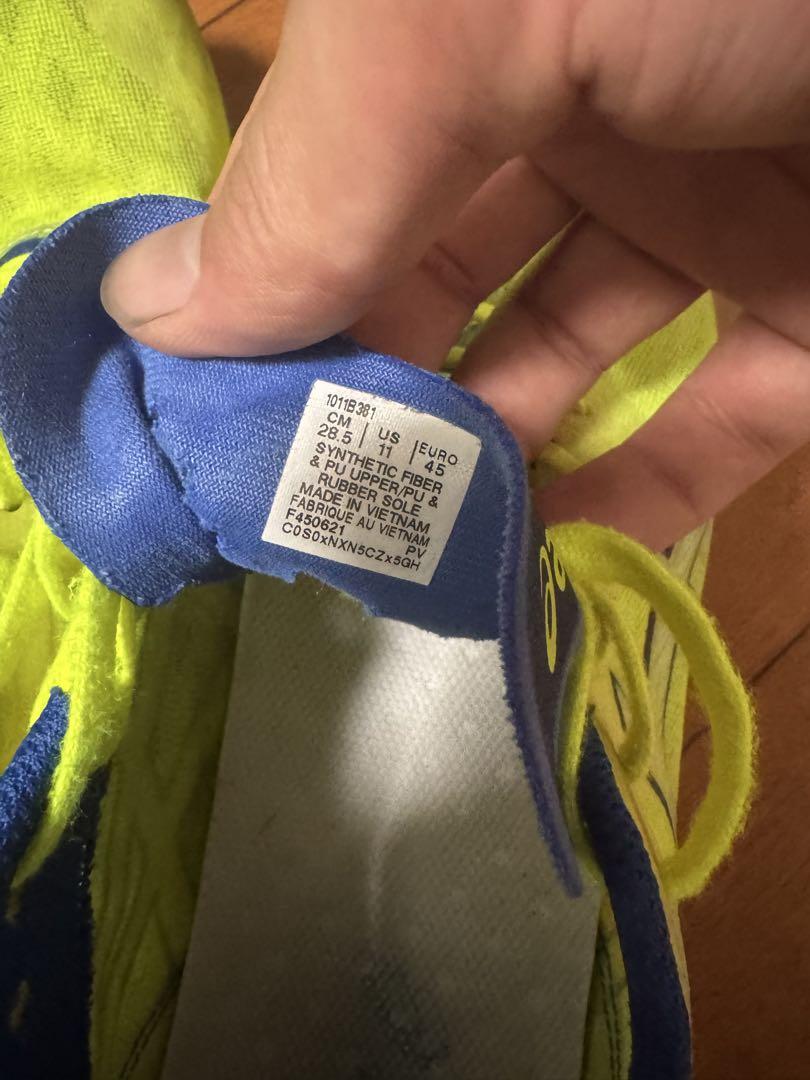 1011B381
CM | US | EURO
28.5 | 11 | 45
SYNTHETIC FIBER
& PU UPPER/PU &
RUBBER SOLE
MADE IN VIETNAM
FABRIQUE AU VIETNAM
F450621 PV
C0S0xNXN5CZx5GH